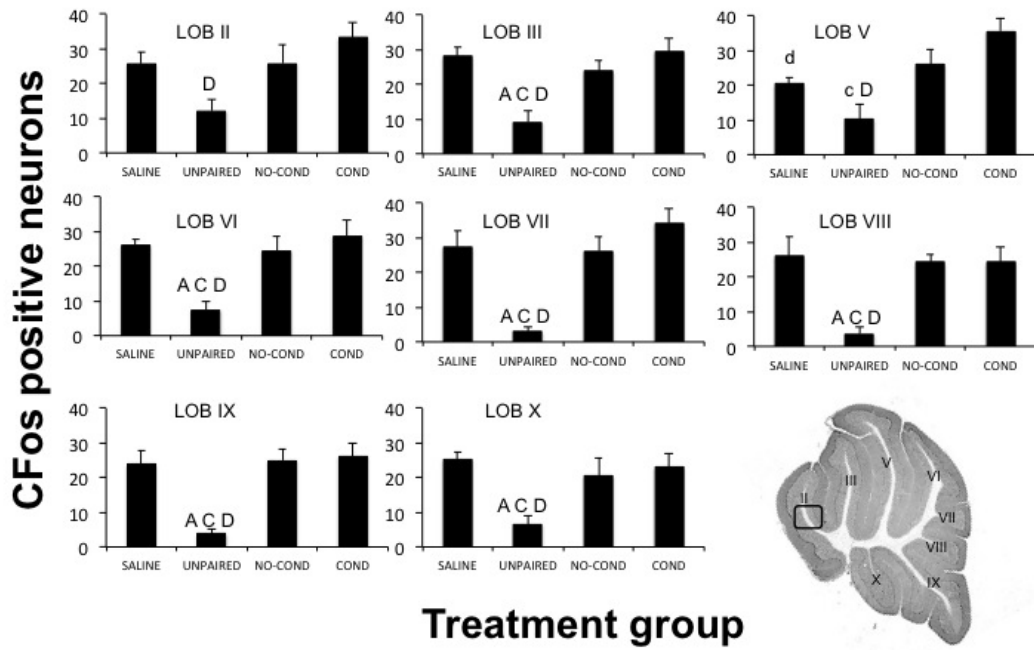 CFos positive neurons
LOB II
40
30
20
10
0
D
SALINE UNPAIRED NO-COND COND
LOB III
40
30
20
10
0
A C D
SALINE UNPAIRED NO-COND COND
LOB V
40
30
20
10
0
d
c D
SALINE UNPAIRED NO-COND COND
LOB VI
40
30
20
10
0
A C D
SALINE UNPAIRED NO-COND COND
LOB VII
40
30
20
10
0
A C D
SALINE UNPAIRED NO-COND COND
LOB VIII
40
30
20
10
0
A C D
SALINE UNPAIRED NO-COND COND
LOB IX
40
30
20
10
0
A C D
SALINE UNPAIRED NO-COND COND
LOB X
40
30
20
10
0
A C D
SALINE UNPAIRED NO-COND COND
II
III
V
VI
VII
VIII
IX
X
Treatment group